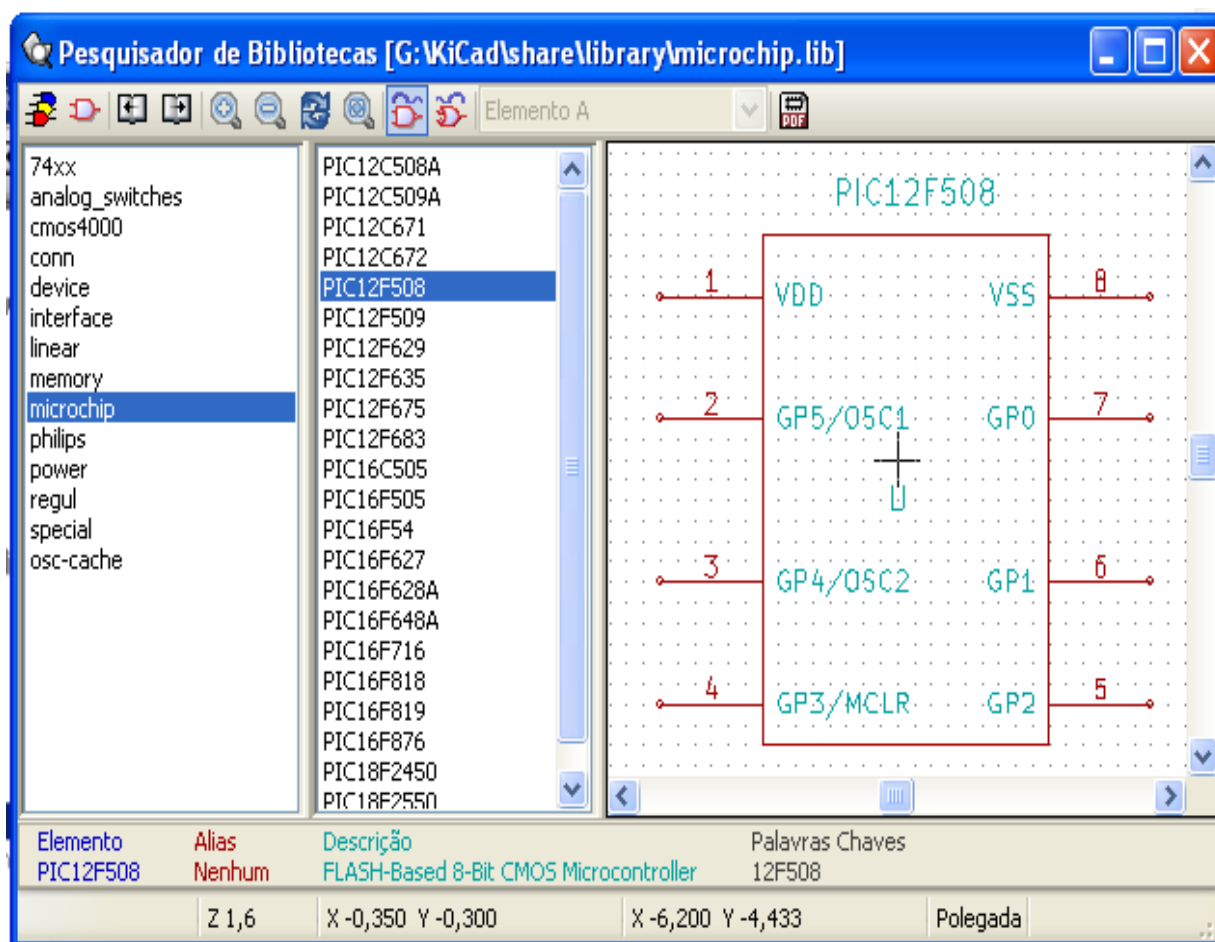 Pesquisador de Bibliotecas [G:\KiCad\share\library\microchip.lib]
Elemento A
PDF
74xx
analog_switches
cmos4000
conn
device
interface
linear
memory
microchip
philips
power
regul
special
osc-cache
PIC12C508A
PIC12C509A
PIC12C671
PIC12C672
PIC12F508
PIC12F509
PIC12F629
PIC12F635
PIC12F675
PIC12F683
PIC16C505
PIC16F505
PIC16F54
PIC16F627
PIC16F628A
PIC16F648A
PIC16F716
PIC16F818
PIC16F819
PIC16F876
PIC18F2450
PIC18F2550
PIC12F508
1 VDD VSS 8
2 GP5/OSC1 GP0 7
U
3 GP4/OSC2 GP1 6
4 GP3/MCLR GP2 5
Elemento Alias Descrição Palavras Chaves
PIC12F508 Nenhum FLASH-Based 8-Bit CMOS Microcontroller 12F508
Z 1,6 X -0,350 Y -0,300 X -6,200 Y -4,433 Polegada